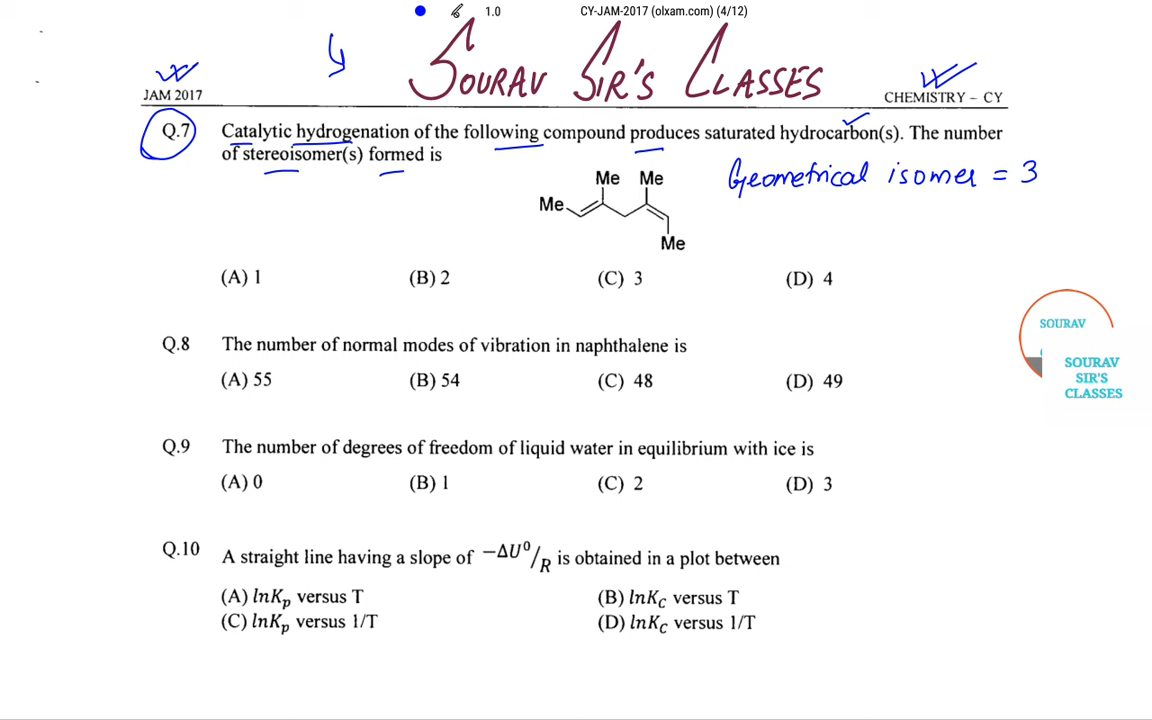 1.0 CY-JAM-2017 (olxam.com) (4/12)
SOURAV SIR'S CLASSES
JAM 2017
CHEMISTRY – CY
Q.7 Catalytic hydrogenation of the following compound produces saturated hydrocarbon(s). The number
of stereoisomer(s) formed is
Geometrical isomer = 3
Me Me
Me
Me
(A) 1 (B) 2 (C) 3 (D) 4
SOURAV
Q.8 The number of normal modes of vibration in naphthalene is
SOURAV
SIR'S
CLASSES
(A) 55 (B) 54 (C) 48 (D) 49
Q.9 The number of degrees of freedom of liquid water in equilibrium with ice is
(A) 0 (B) 1 (C) 2 (D) 3
Q.10 A straight line having a slope of −ΔU⁰/R is obtained in a plot between
(A) lnKₚ versus T (B) lnK_C versus T
(C) lnKₚ versus 1/T (D) lnK_C versus 1/T